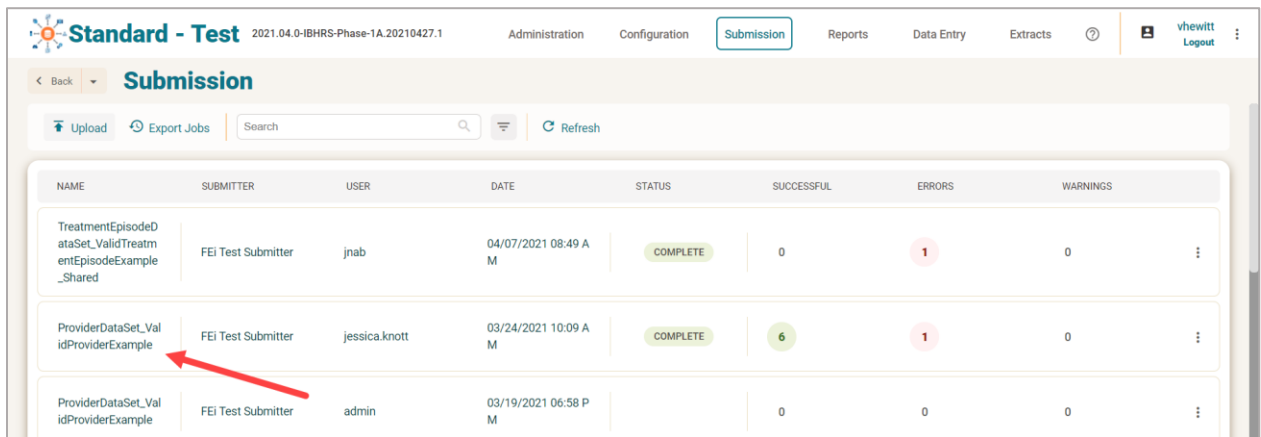 Standard - Test 2021.04.0-IBHRS-Phase-1A.20210427.1 Administration Configuration Submission Reports Data Entry Extracts vhewitt
Logout
Back Submission
Upload Export Jobs Search Refresh
NAME SUBMITTER USER DATE STATUS SUCCESSFUL ERRORS WARNINGS
TreatmentEpisodeD
ataSet_ValidTreatm
entEpisodeExample
_Shared
FEi Test Submitter jnab 04/07/2021 08:49 A
M
COMPLETE 0 1 0
ProviderDataSet_Val
idProviderExample
FEi Test Submitter jessica.knott 03/24/2021 10:09 A
M
COMPLETE 6 1 0
ProviderDataSet_Val
idProviderExample
FEi Test Submitter admin 03/19/2021 06:58 P
M
0 0 0